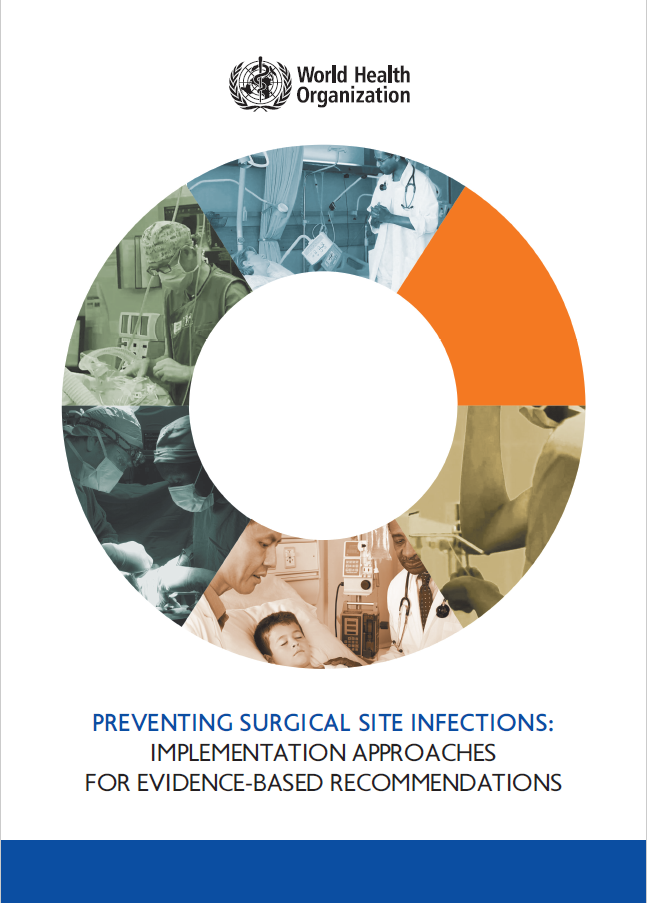 World Health
Organization
PREVENTING SURGICAL SITE INFECTIONS:
IMPLEMENTATION APPROACHES
FOR EVIDENCE-BASED RECOMMENDATIONS